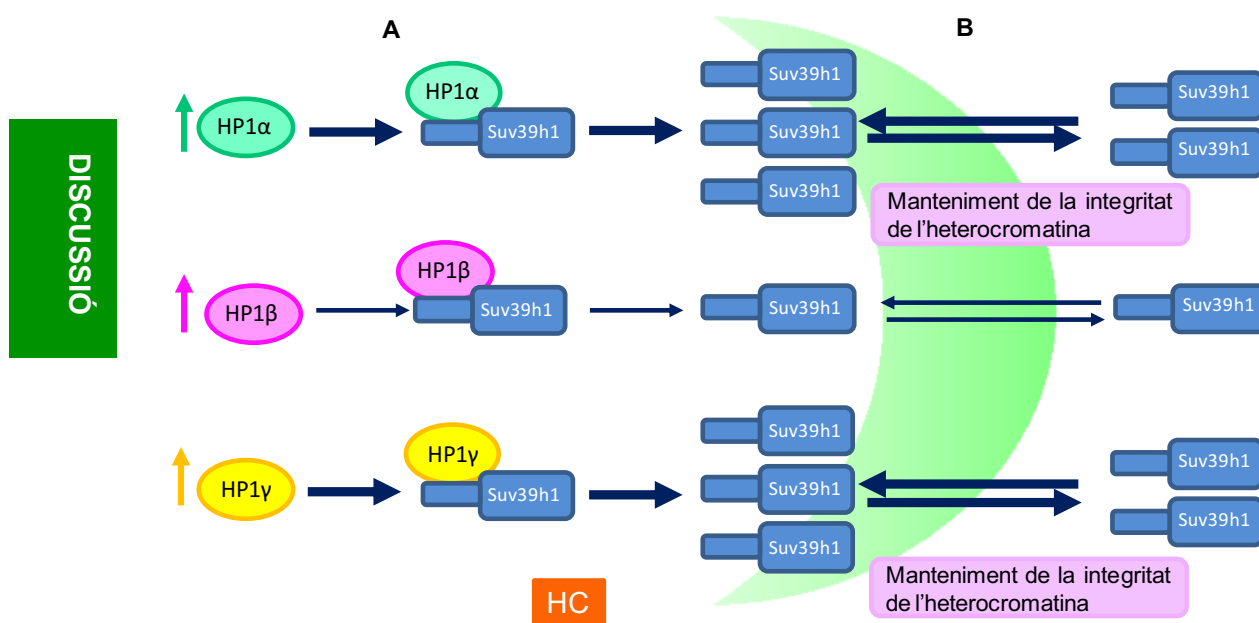 A
B
DISCUSSIÓ
HP1α
HP1α
Suv39h1
Suv39h1
Suv39h1
Suv39h1
Suv39h1
Suv39h1
Manteniment de la integritat
de l'heterocromatina
HP1β
HP1β
Suv39h1
Suv39h1
Suv39h1
HP1γ
HP1γ
Suv39h1
Suv39h1
Suv39h1
Suv39h1
Suv39h1
Suv39h1
Manteniment de la integritat
de l'heterocromatina
HC